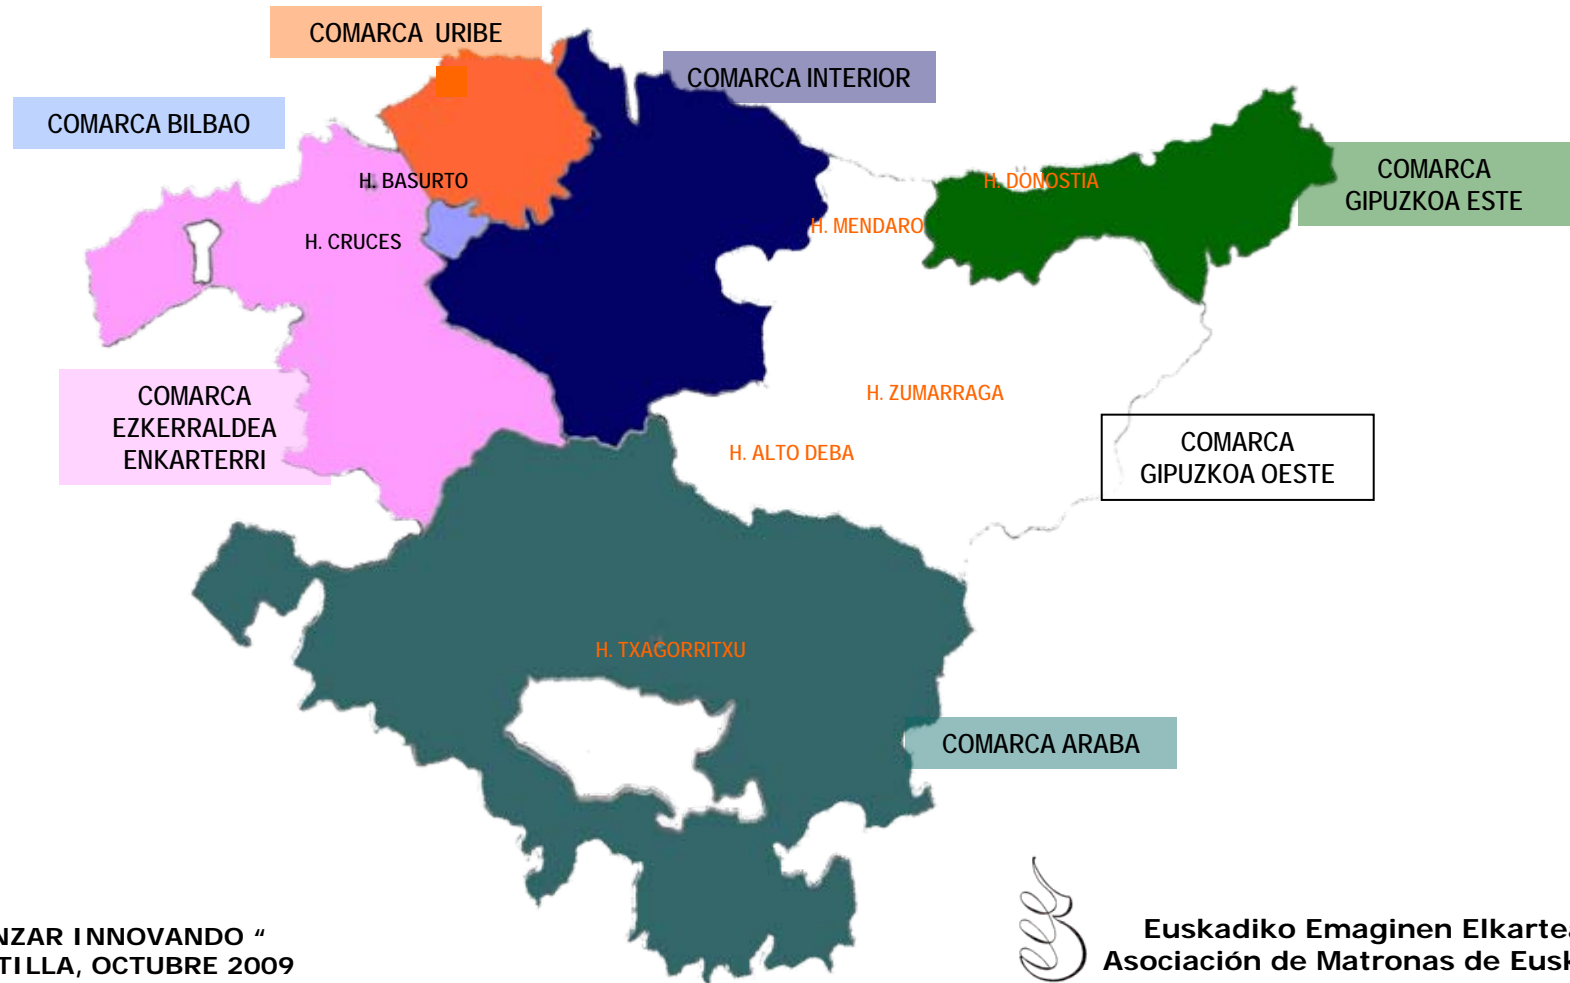 COMARCA URIBE
COMARCA INTERIOR
COMARCA BILBAO
COMARCA
GIPUZKOA ESTE
H. BASURTO
H. DONOSTIA
H. MENDARO
H. CRUCES
H. ZUMARRAGA
COMARCA
EZKERRALDEA
ENKARTERRI
COMARCA
GIPUZKOA OESTE
H. ALTO DEBA
H. TXAGORRITXU
COMARCA ARABA
NZAR INNOVANDO “
TILLA, OCTUBRE 2009
Euskadiko Emaginen Elkartea
Asociación de Matronas de Eusk